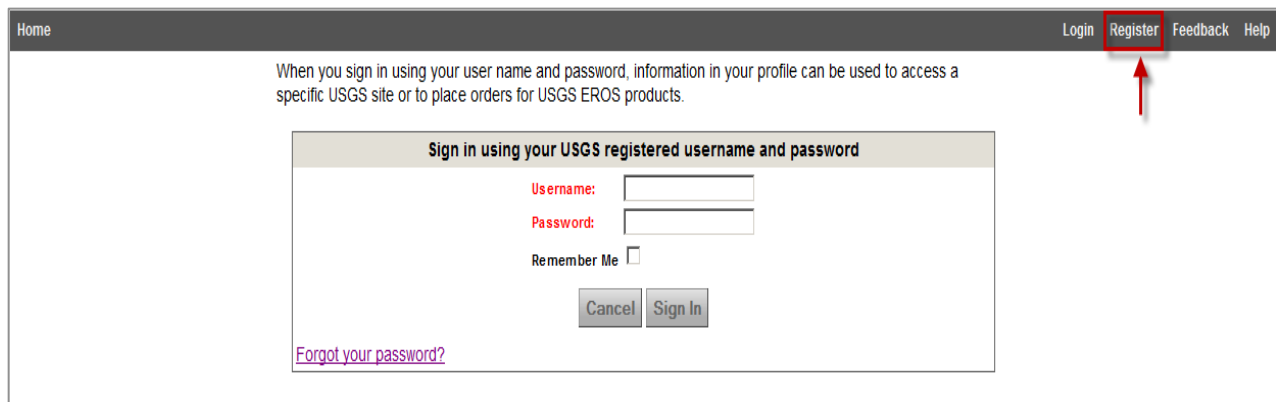 Home Login Register Feedback Help
When you sign in using your user name and password, information in your profile can be used to access a
specific USGS site or to place orders for USGS EROS products.
Sign in using your USGS registered username and password
Username:
Password:
Remember Me
Cancel Sign In
Forgot your password?